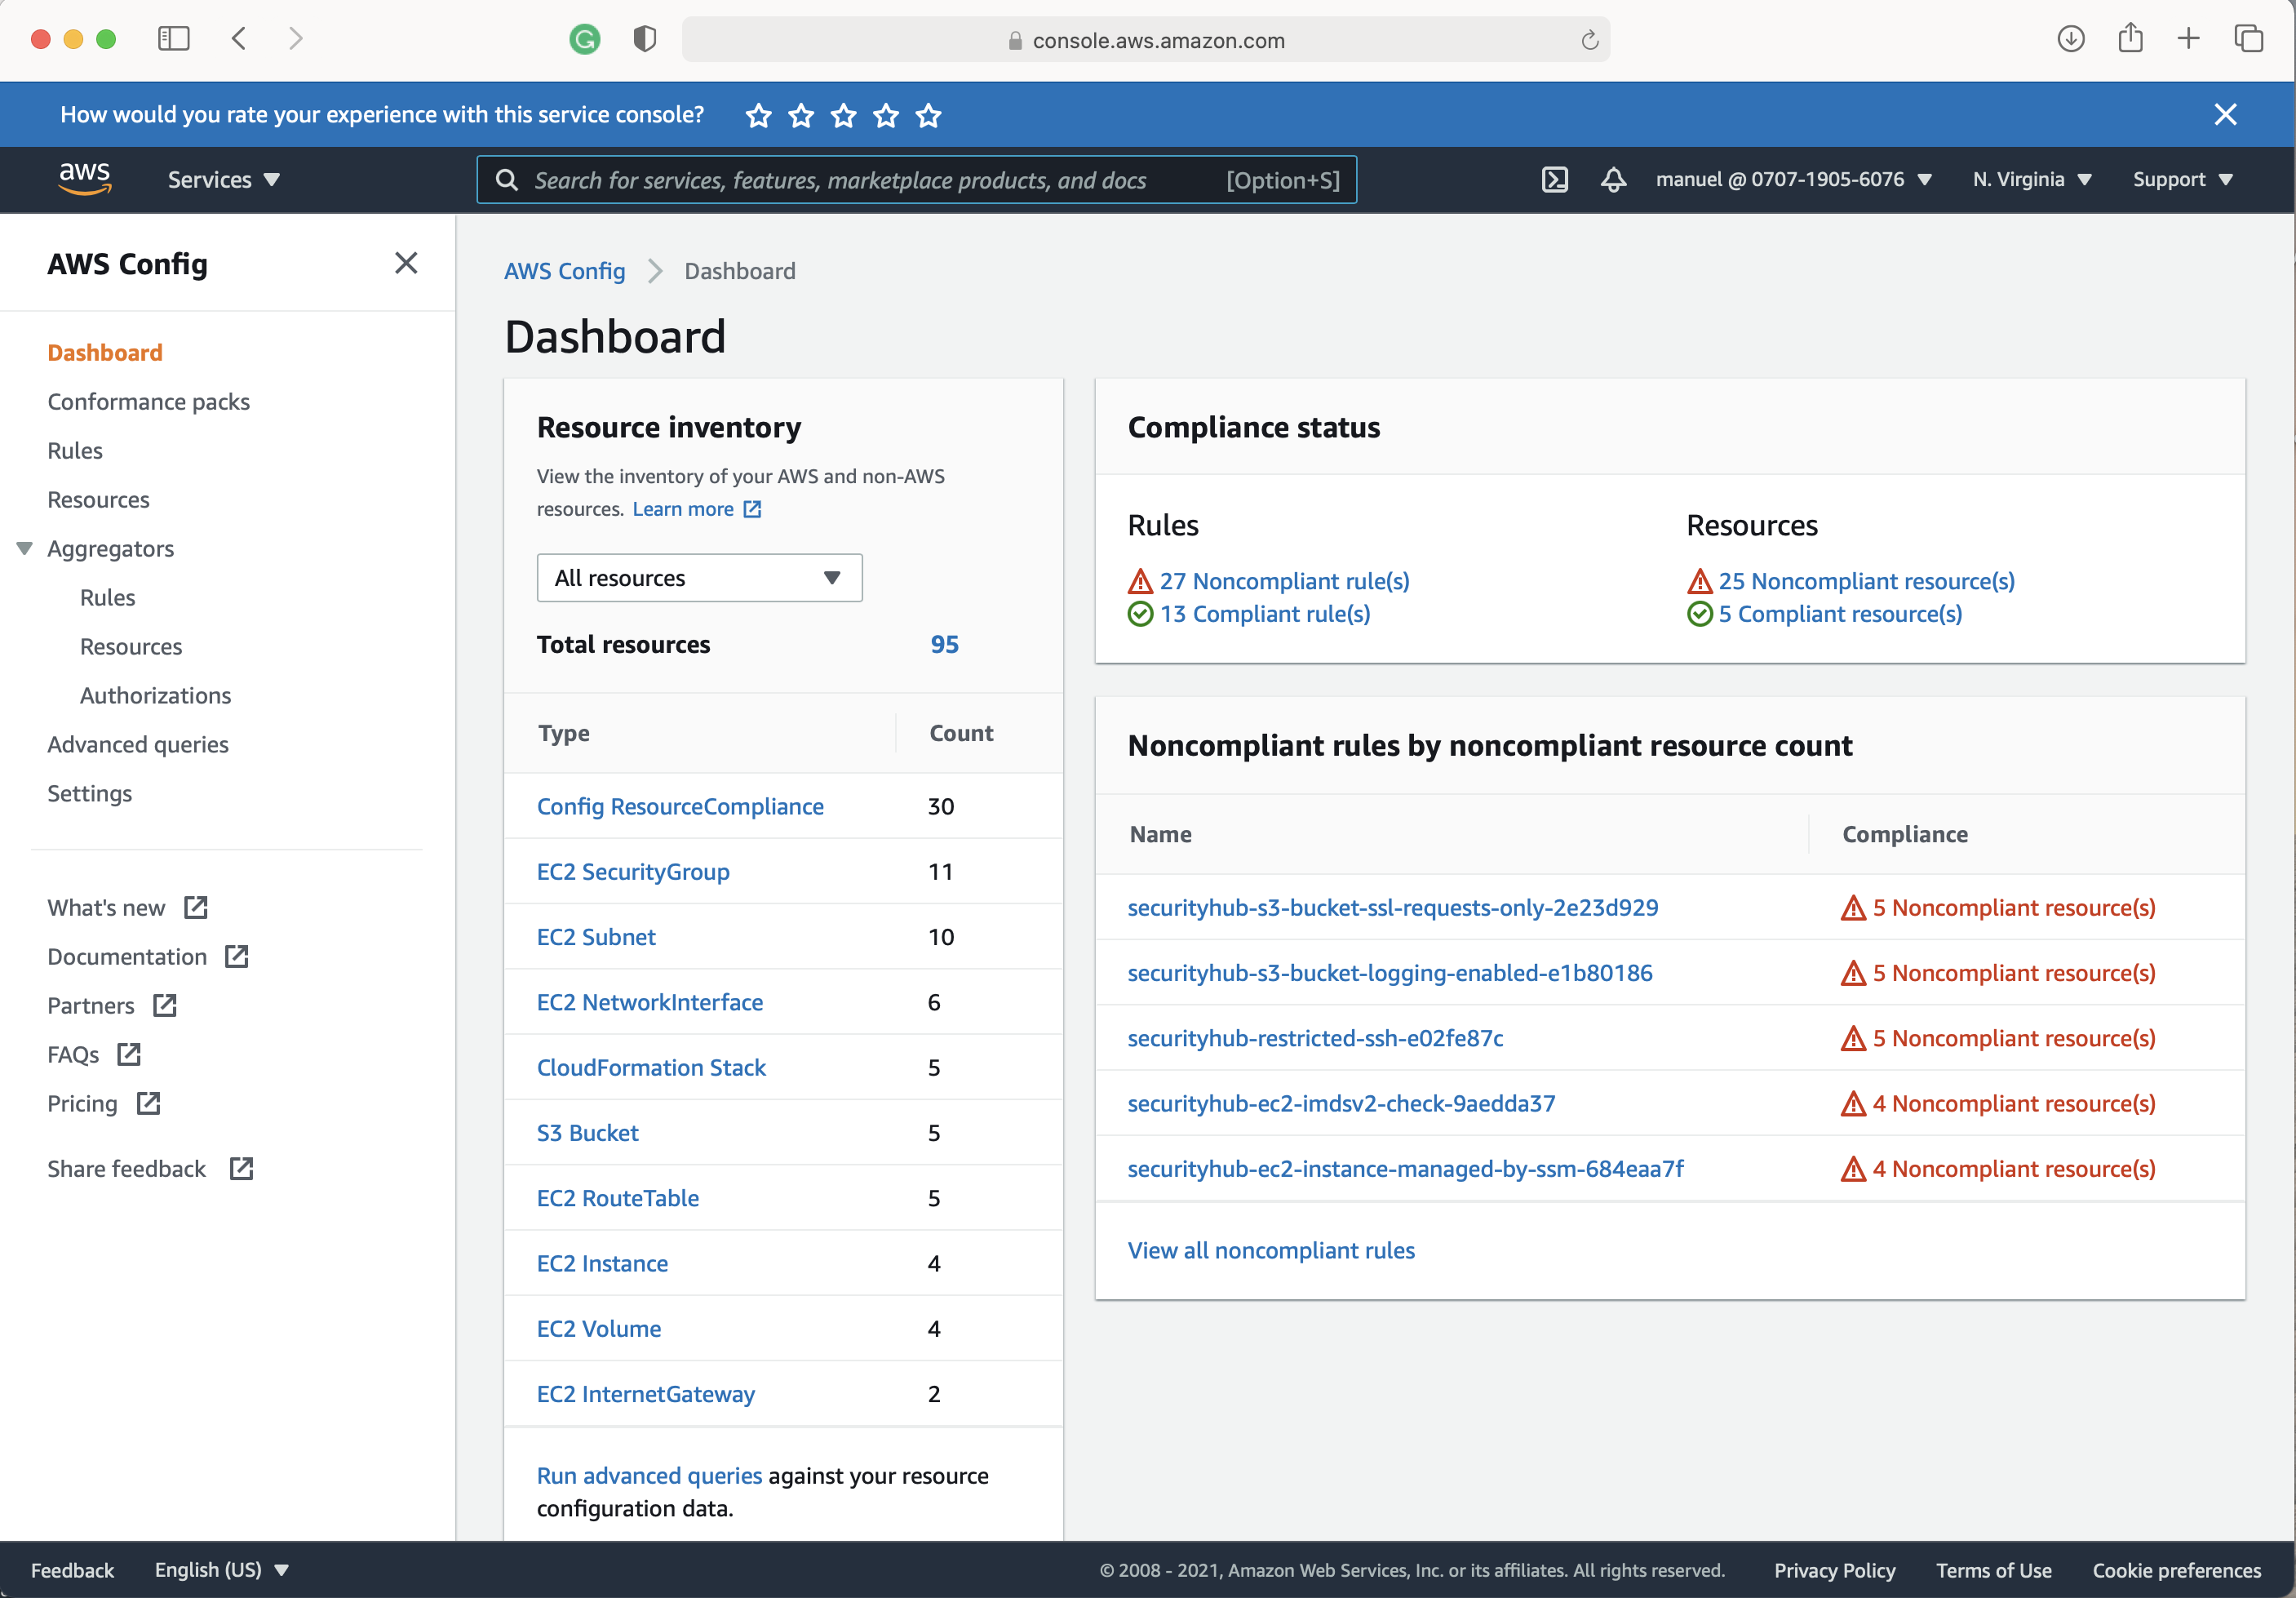 console.aws.amazon.com
How would you rate your experience with this service console?
aws
Services
Search for services, features, marketplace products, and docs
[Option+S]
manuel @ 0707-1905-6076
N. Virginia
Support
AWS Config
Dashboard
Conformance packs
Rules
Resources
Aggregators
Rules
Resources
Authorizations
Advanced queries
Settings
What's new
Documentation
Partners
FAQs
Pricing
Share feedback
AWS Config
Dashboard
Dashboard
Resource inventory
View the inventory of your AWS and non-AWS
resources. Learn more
All resources
Total resources 95
Type Count
Config ResourceCompliance 30
EC2 SecurityGroup 11
EC2 Subnet 10
EC2 NetworkInterface 6
CloudFormation Stack 5
S3 Bucket 5
EC2 RouteTable 5
EC2 Instance 4
EC2 Volume 4
EC2 InternetGateway 2
Run advanced queries against your resource
configuration data.
Compliance status
Rules
27 Noncompliant rule(s)
13 Compliant rule(s)
Resources
25 Noncompliant resource(s)
5 Compliant resource(s)
Noncompliant rules by noncompliant resource count
Name Compliance
securityhub-s3-bucket-ssl-requests-only-2e23d929 5 Noncompliant resource(s)
securityhub-s3-bucket-logging-enabled-e1b80186 5 Noncompliant resource(s)
securityhub-restricted-ssh-e02fe87c 5 Noncompliant resource(s)
securityhub-ec2-imdsv2-check-9aedda37 4 Noncompliant resource(s)
securityhub-ec2-instance-managed-by-ssm-684eaa7f 4 Noncompliant resource(s)
View all noncompliant rules
Feedback
English (US)
© 2008 - 2021, Amazon Web Services, Inc. or its affiliates. All rights reserved.
Privacy Policy
Terms of Use
Cookie preferences